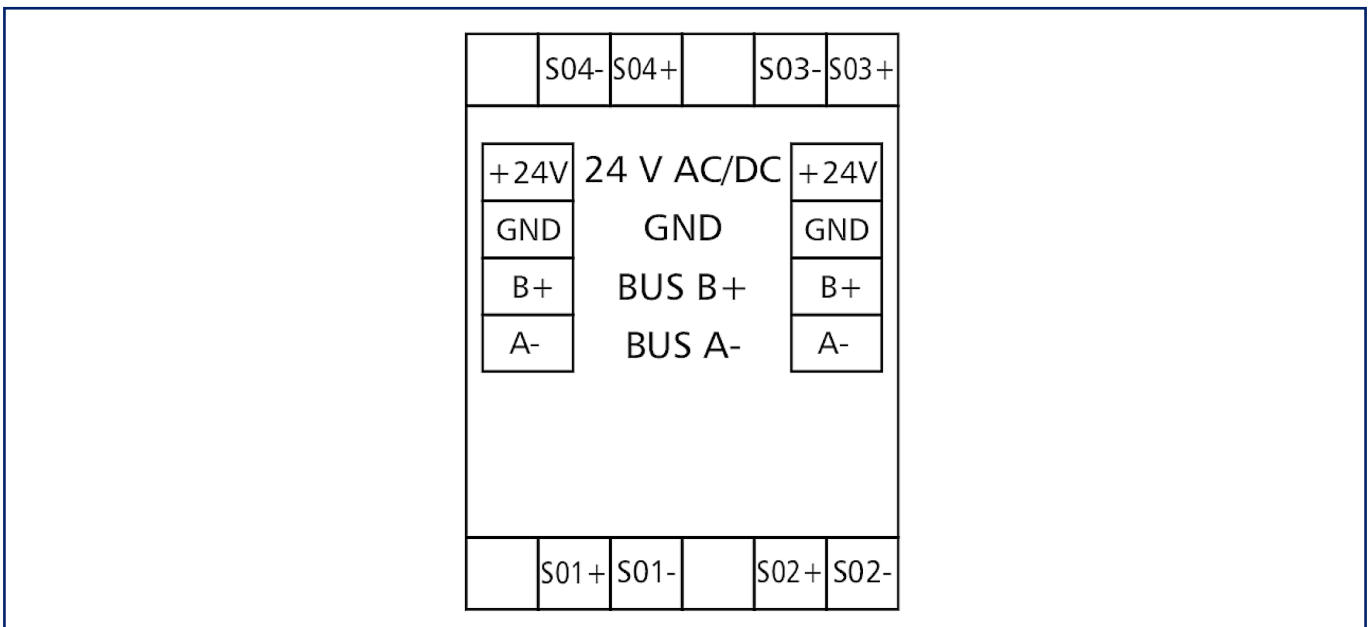 S04- S04+ S03- S03+
+24V 24 V AC/DC +24V
GND GND GND
B+ BUS B+ B+
A- BUS A- A-
S01+ S01- S02+ S02-